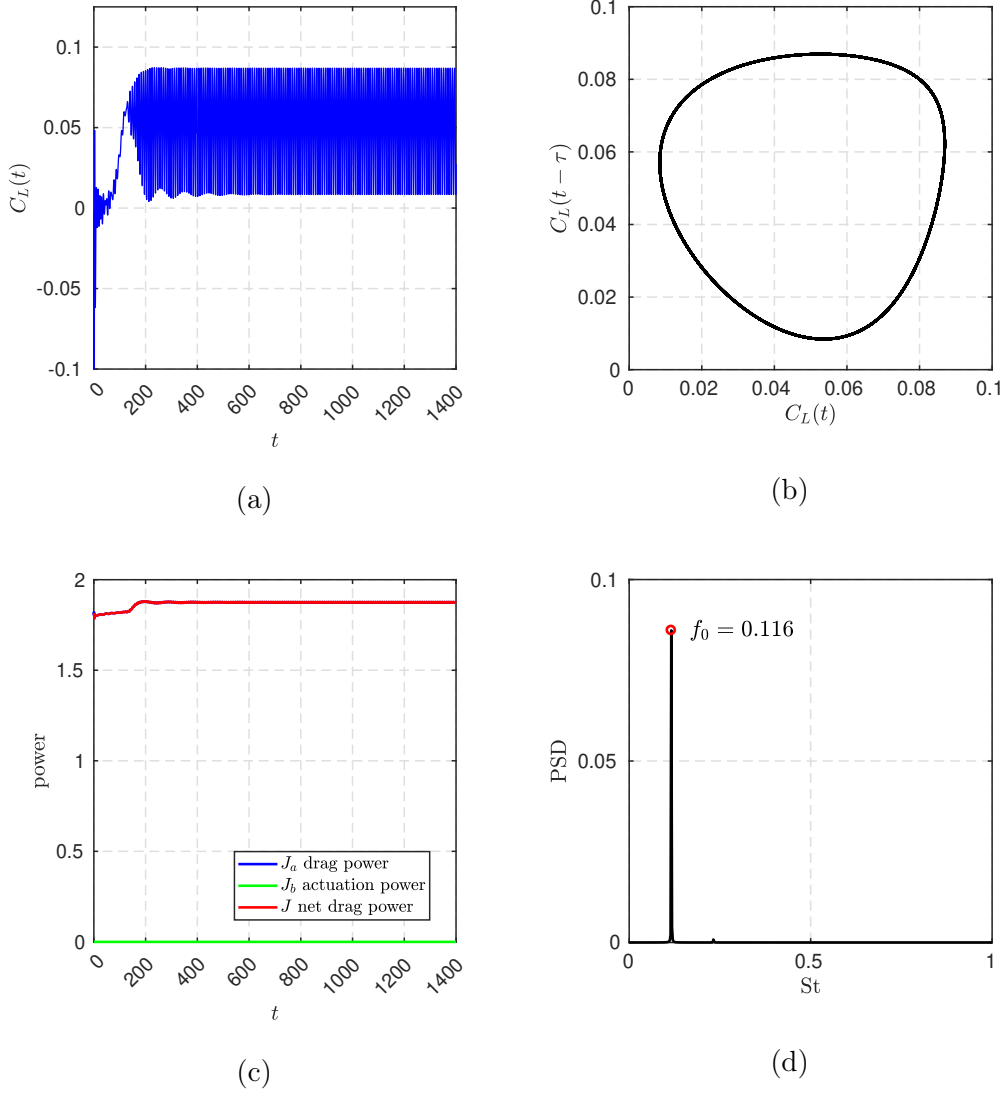 0.1
0.05
0
-0.05
-0.1
C_L(t)
0 200 400 600 800 1000 1200 1400
t
(a)
0.1
0.08
0.06
0.04
0.02
0
C_L(t − τ)
0 0.02 0.04 0.06 0.08 0.1
C_L(t)
(b)
2
1.5
1
0.5
0
power
J_a drag power
J_b actuation power
J net drag power
0 200 400 600 800 1000 1200 1400
t
(c)
0.1
0.05
0
PSD
f_0 = 0.116
0 0.5 1
St
(d)